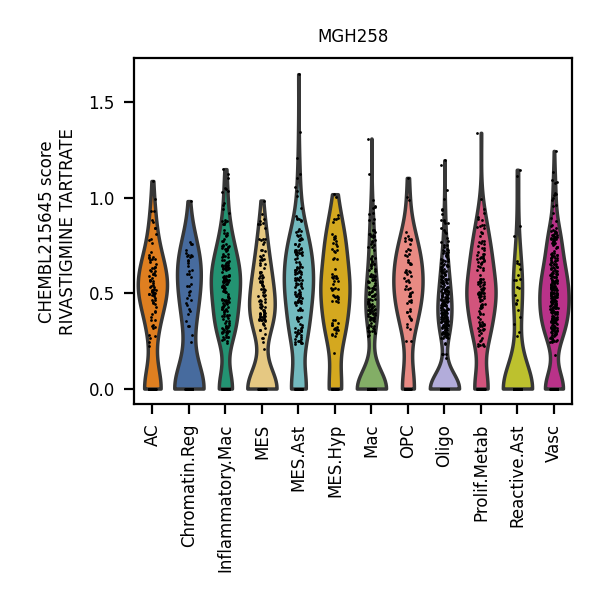 MGH258
CHEMBL215645 score
RIVASTIGMINE TARTRATE
1.5
1.0
0.5
0.0
AC
Chromatin.Reg
Inflammatory.Mac
MES
MES.Ast
MES.Hyp
Mac
OPC
Oligo
Prolif.Metab
Reactive.Ast
Vasc